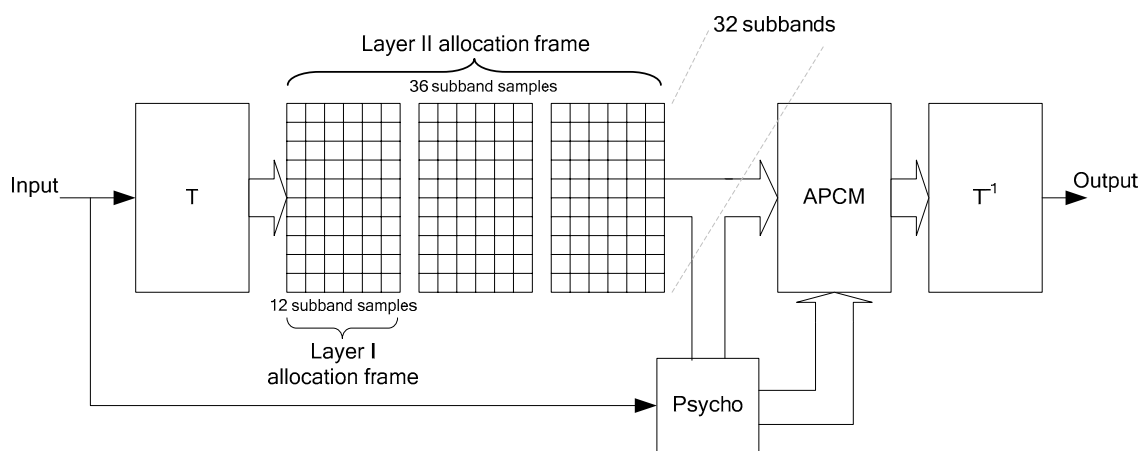 32 subbands
Layer II allocation frame
36 subband samples
Input
T
APCM
T⁻¹
Output
12 subband samples
Layer I
allocation frame
Psycho